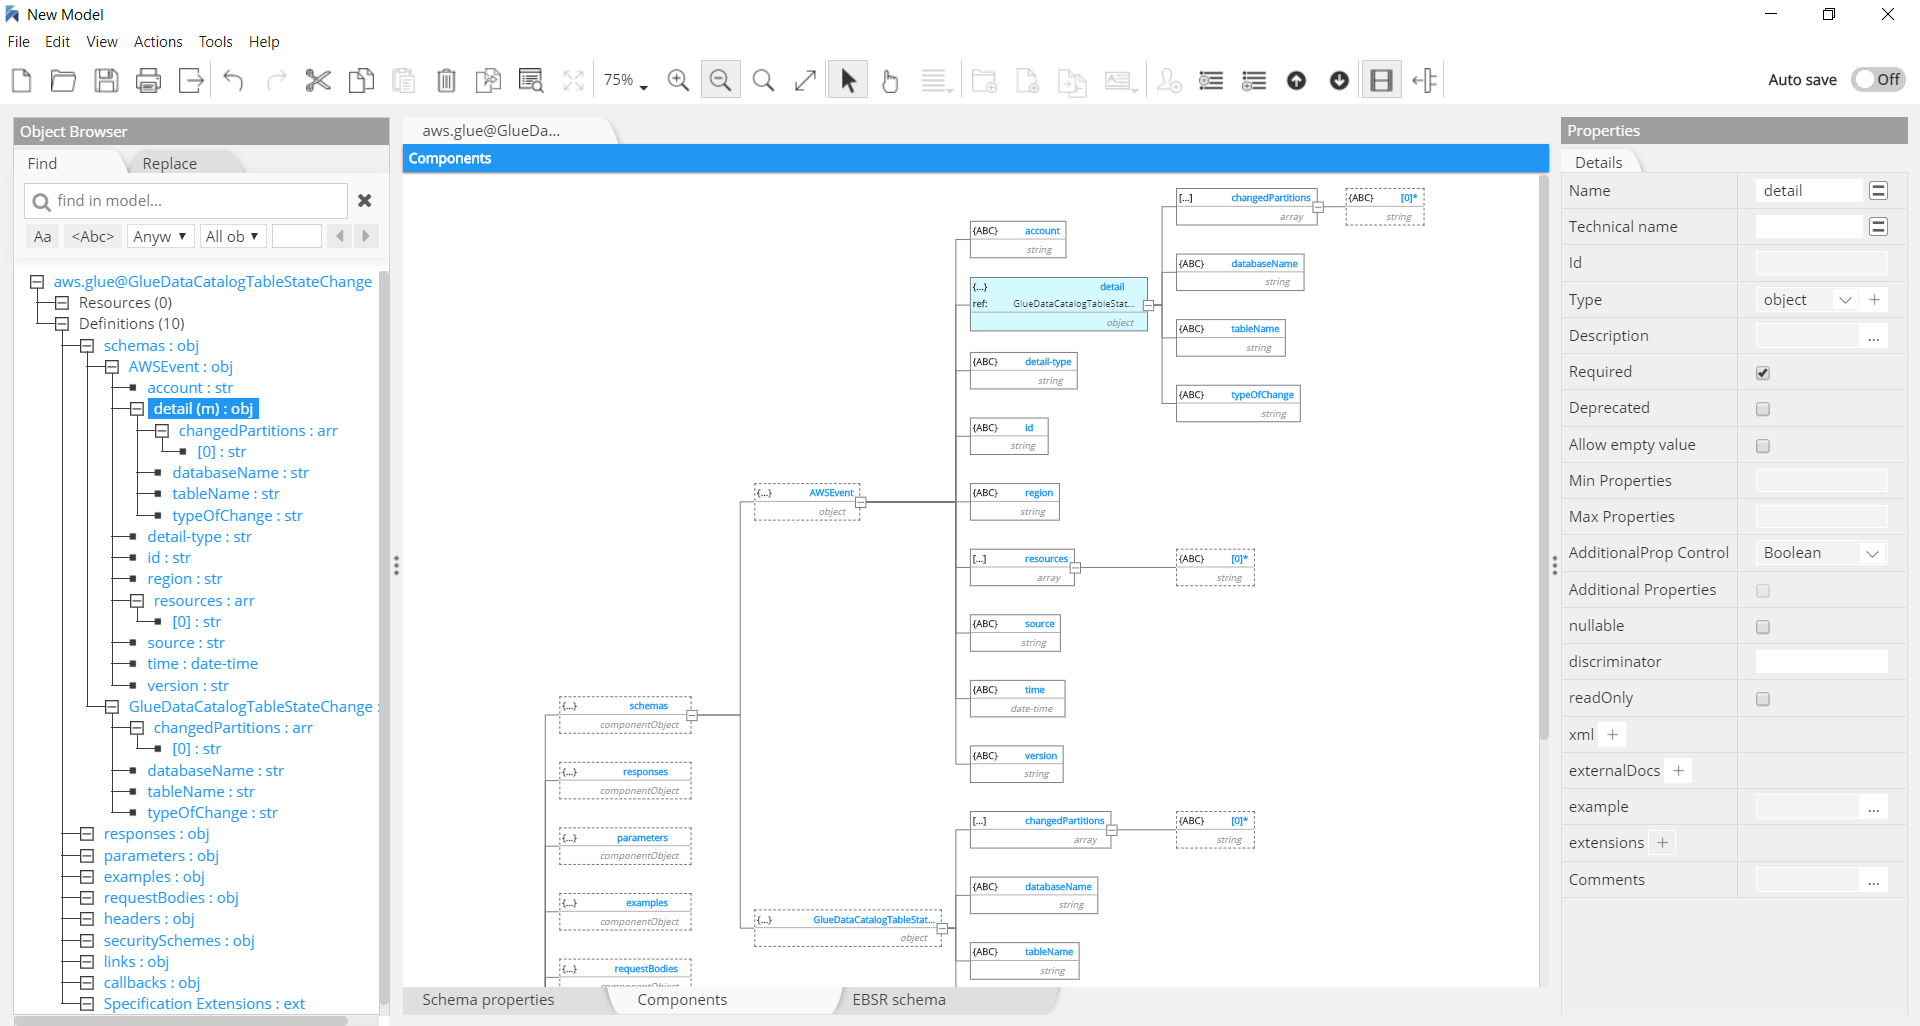 New Model
File Edit View Actions Tools Help
75%
Auto save Off
Object Browser
Find Replace
find in model...
Aa <Abc> Anyw All ob
aws.glue@GlueDataCatalogTableStateChange
Resources (0)
Definitions (10)
schemas : obj
AWSEvent : obj
account : str
detail (m) : obj
changedPartitions : arr
[0] : str
databaseName : str
tableName : str
typeOfChange : str
detail-type : str
id : str
region : str
resources : arr
[0] : str
source : str
time : date-time
version : str
GlueDataCatalogTableStateChange :
changedPartitions : arr
[0] : str
databaseName : str
tableName : str
typeOfChange : str
responses : obj
parameters : obj
examples : obj
requestBodies : obj
headers : obj
securitySchemes : obj
links : obj
callbacks : obj
Specification Extensions : ext
aws.glue@GlueDa...
Components
{...} schemas
componentObject
{...} responses
componentObject
{...} parameters
componentObject
{...} examples
componentObject
{...} requestBodies
componentObject
{...} AWSEvent
object
{...} GlueDataCatalogTableStat...
object
{ABC} account
string
{...} detail
ref: GlueDataCatalogTableStat...
object
{ABC} detail-type
string
{ABC} id
string
{ABC} region
string
[...] resources
array
{ABC} [0]*
string
{ABC} source
string
{ABC} time
date-time
{ABC} version
string
[...] changedPartitions
array
{ABC} [0]*
string
{ABC} databaseName
string
{ABC} tableName
string
{ABC} typeOfChange
string
[...] changedPartitions
array
{ABC} [0]*
string
{ABC} databaseName
string
{ABC} tableName
string
Schema properties Components EBSR schema
Properties
Details
Name detail
Technical name
Id
Type object
Description ...
Required
Deprecated
Allow empty value
Min Properties
Max Properties
AdditionalProp Control Boolean
Additional Properties
nullable
discriminator
readOnly
xml +
externalDocs +
example ...
extensions +
Comments ...